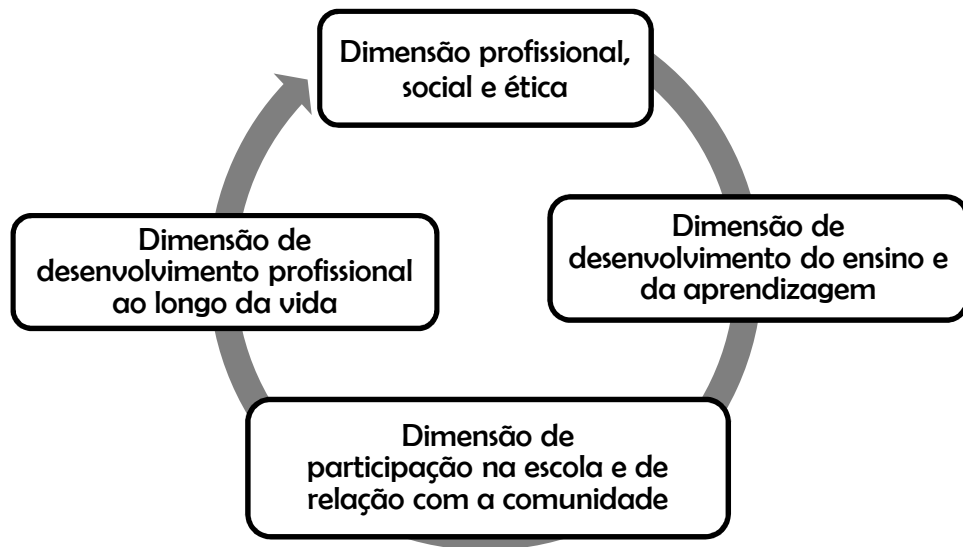 Dimensão profissional,
social e ética
Dimensão de
desenvolvimento do ensino e
da aprendizagem
Dimensão de
participação na escola e de
relação com a comunidade
Dimensão de
desenvolvimento profissional
ao longo da vida